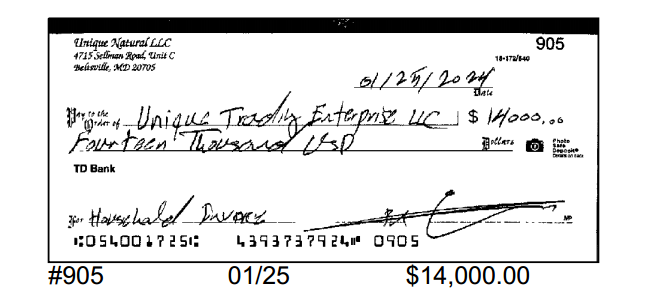 Unique Natural LLC
905
4715 Sellman Road, Unit C
18-172/540
Beltsville, MD 20705
01/25/2024
Date
Pay to the
Order of Unique Trading Enterprise LLC $ 14000.00
Fourteen Thousand USD Dollars
Photo
Safe
Deposit®
Details on back
TD Bank
For Household Invoice
MP
⑆054001725⑆ 4393737924⑈ 0905
#905 01/25 $14,000.00